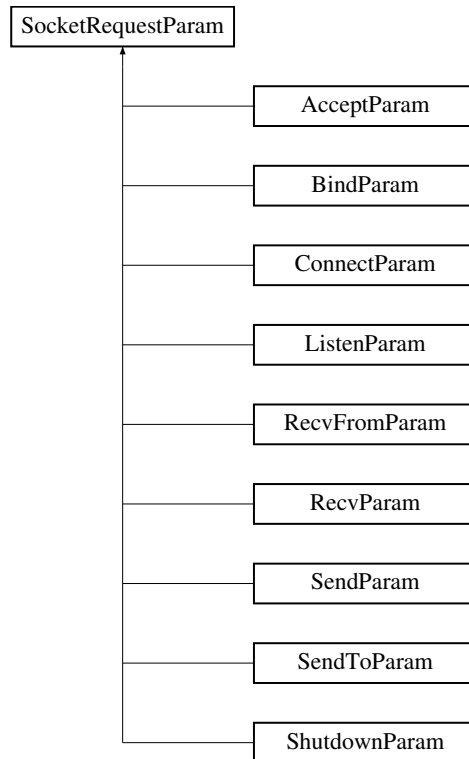 SocketRequestParam
AcceptParam
BindParam
ConnectParam
ListenParam
RecvFromParam
RecvParam
SendParam
SendToParam
ShutdownParam